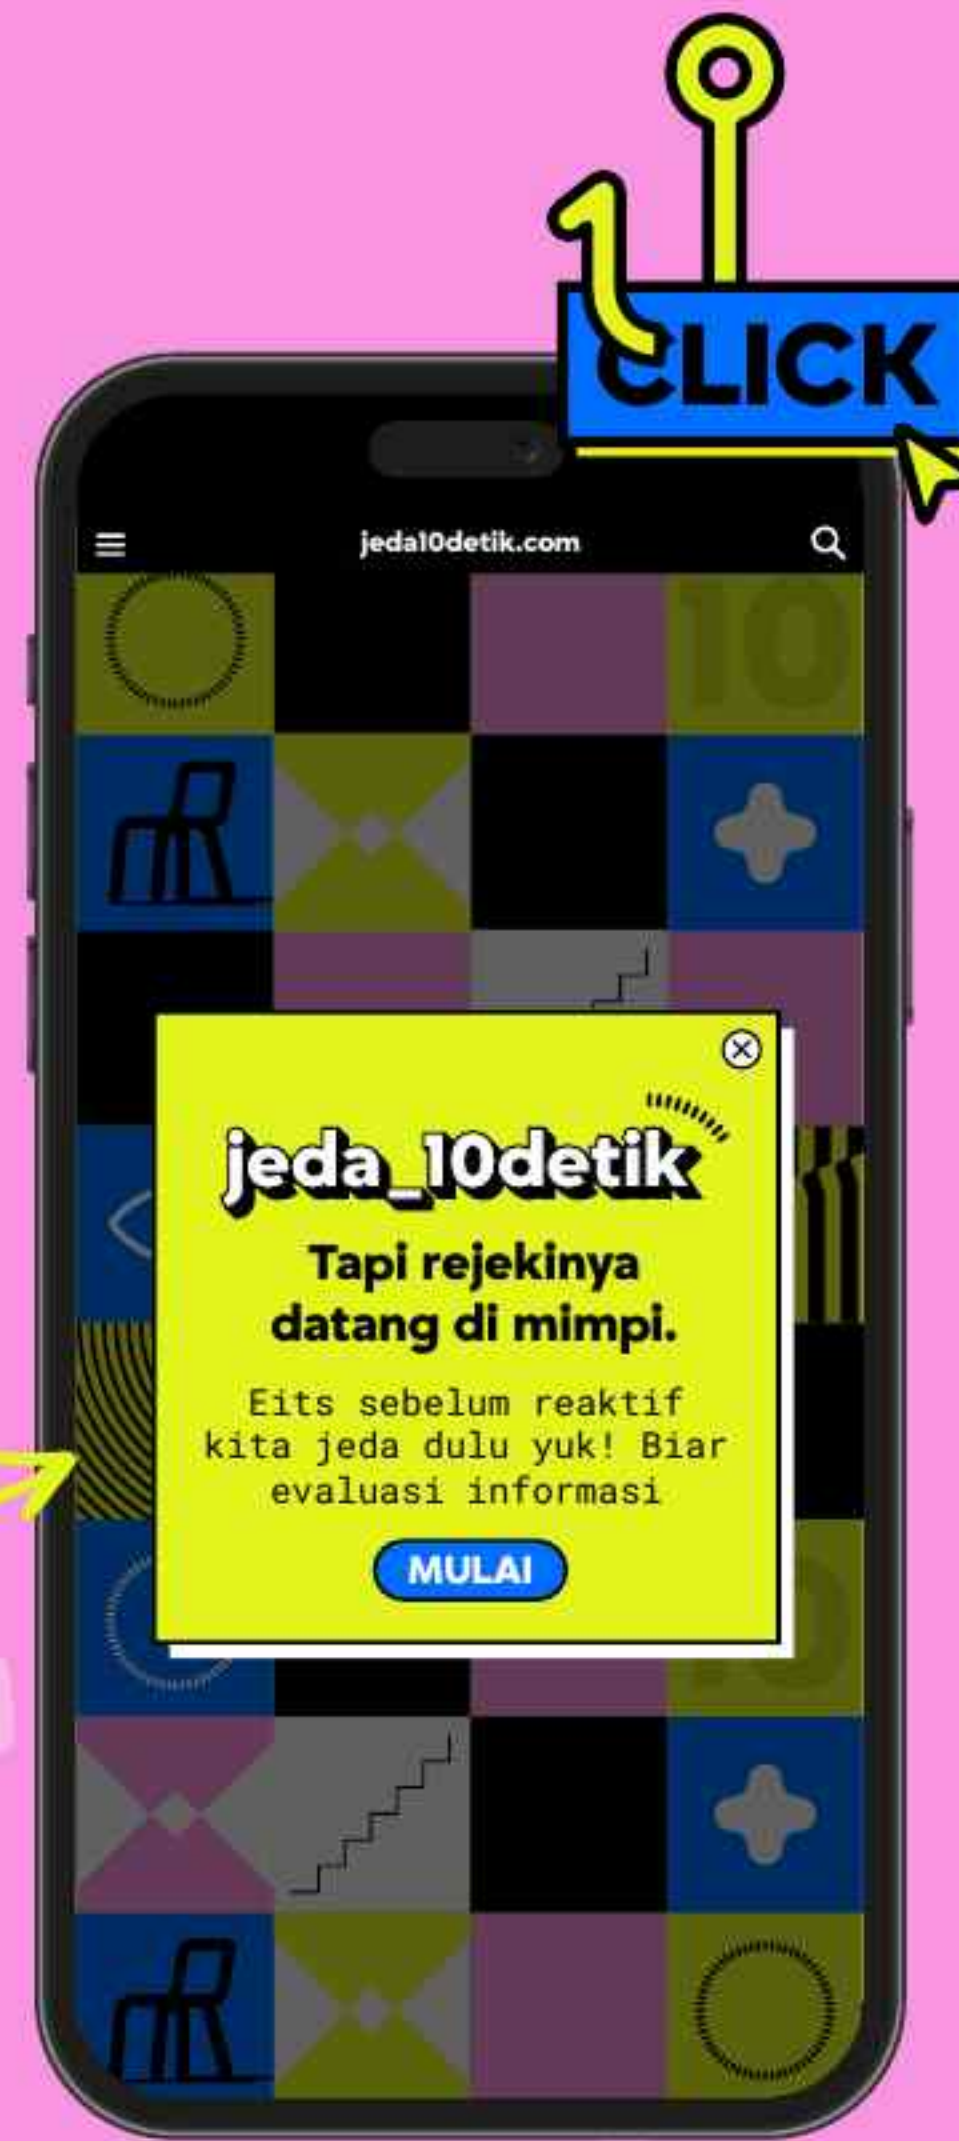 CLICK
jeda10detik.com
10
jeda_10detik
Tapi rejekinya
datang di mimpi.
Eits sebelum reaktif
kita jeda dulu yuk! Biar
evaluasi informasi
MULAI